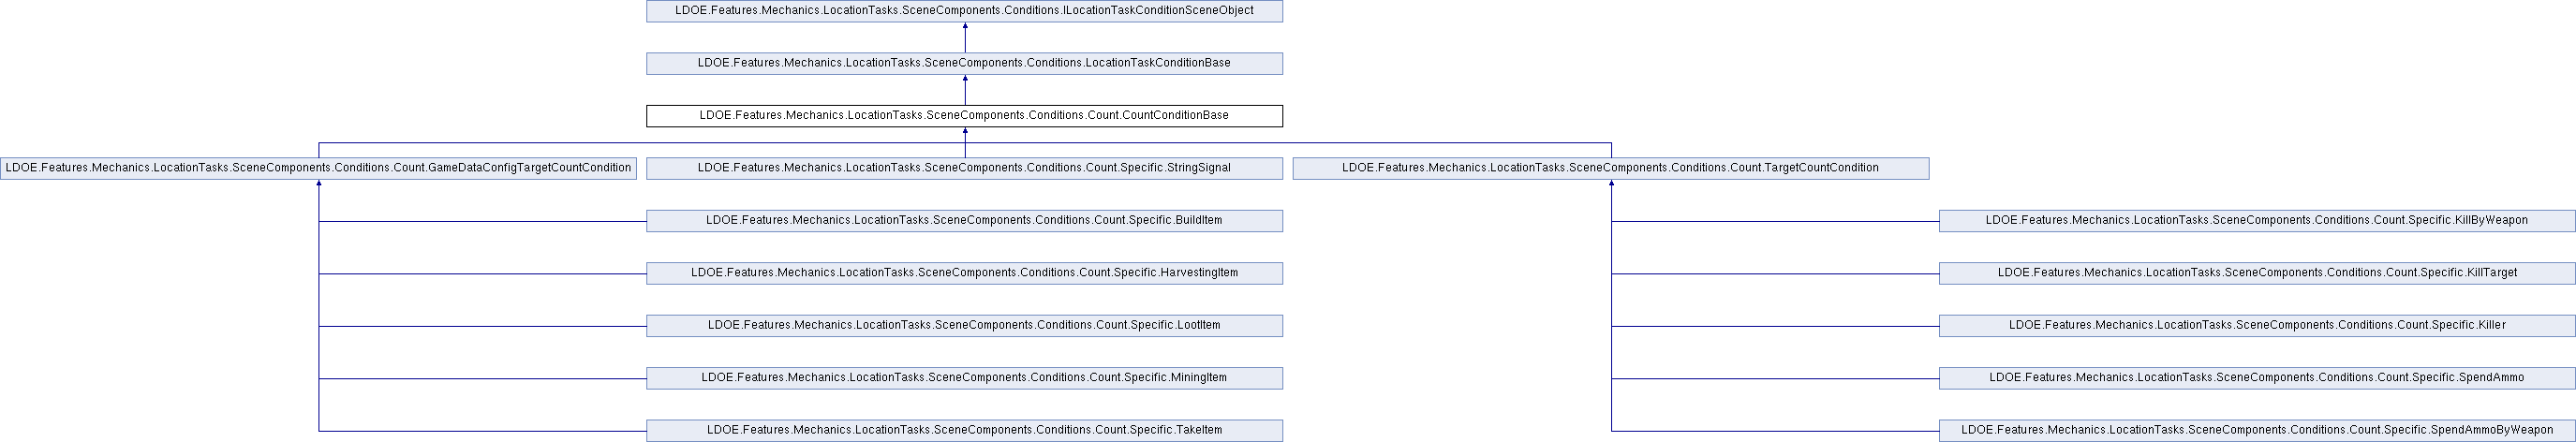 LDOE.Features.Mechanics.LocationTasks.SceneComponents.Conditions.ILocationTaskConditionSceneObject
LDOE.Features.Mechanics.LocationTasks.SceneComponents.Conditions.LocationTaskConditionBase
LDOE.Features.Mechanics.LocationTasks.SceneComponents.Conditions.Count.CountConditionBase
LDOE.Features.Mechanics.LocationTasks.SceneComponents.Conditions.Count.GameDataConfigTargetCountCondition
LDOE.Features.Mechanics.LocationTasks.SceneComponents.Conditions.Count.Specific.StringSignal
LDOE.Features.Mechanics.LocationTasks.SceneComponents.Conditions.Count.TargetCountCondition
LDOE.Features.Mechanics.LocationTasks.SceneComponents.Conditions.Count.Specific.BuildItem
LDOE.Features.Mechanics.LocationTasks.SceneComponents.Conditions.Count.Specific.KillByWeapon
LDOE.Features.Mechanics.LocationTasks.SceneComponents.Conditions.Count.Specific.HarvestingItem
LDOE.Features.Mechanics.LocationTasks.SceneComponents.Conditions.Count.Specific.KillTarget
LDOE.Features.Mechanics.LocationTasks.SceneComponents.Conditions.Count.Specific.LootItem
LDOE.Features.Mechanics.LocationTasks.SceneComponents.Conditions.Count.Specific.Killer
LDOE.Features.Mechanics.LocationTasks.SceneComponents.Conditions.Count.Specific.MiningItem
LDOE.Features.Mechanics.LocationTasks.SceneComponents.Conditions.Count.Specific.SpendAmmo
LDOE.Features.Mechanics.LocationTasks.SceneComponents.Conditions.Count.Specific.TakeItem
LDOE.Features.Mechanics.LocationTasks.SceneComponents.Conditions.Count.Specific.SpendAmmoByWeapon